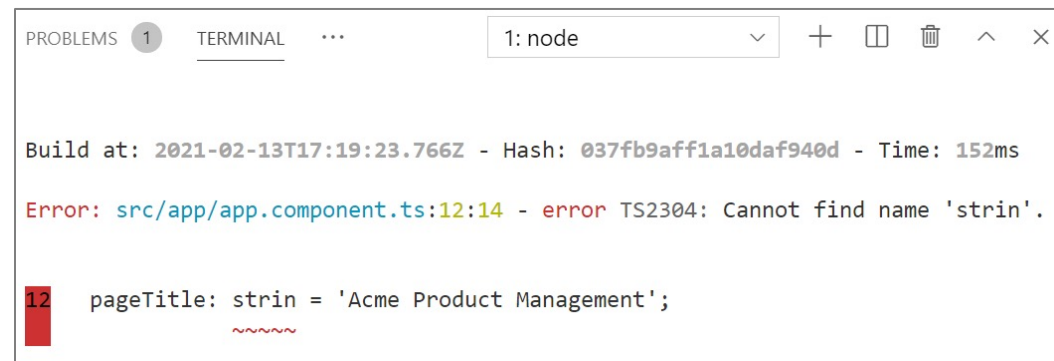 PROBLEMS 1 TERMINAL ··· 1: node
Build at: 2021-02-13T17:19:23.766Z - Hash: 037fb9aff1a10daf940d - Time: 152ms
Error: src/app/app.component.ts:12:14 - error TS2304: Cannot find name 'strin'.
12 pageTitle: strin = 'Acme Product Management';
~~~~~